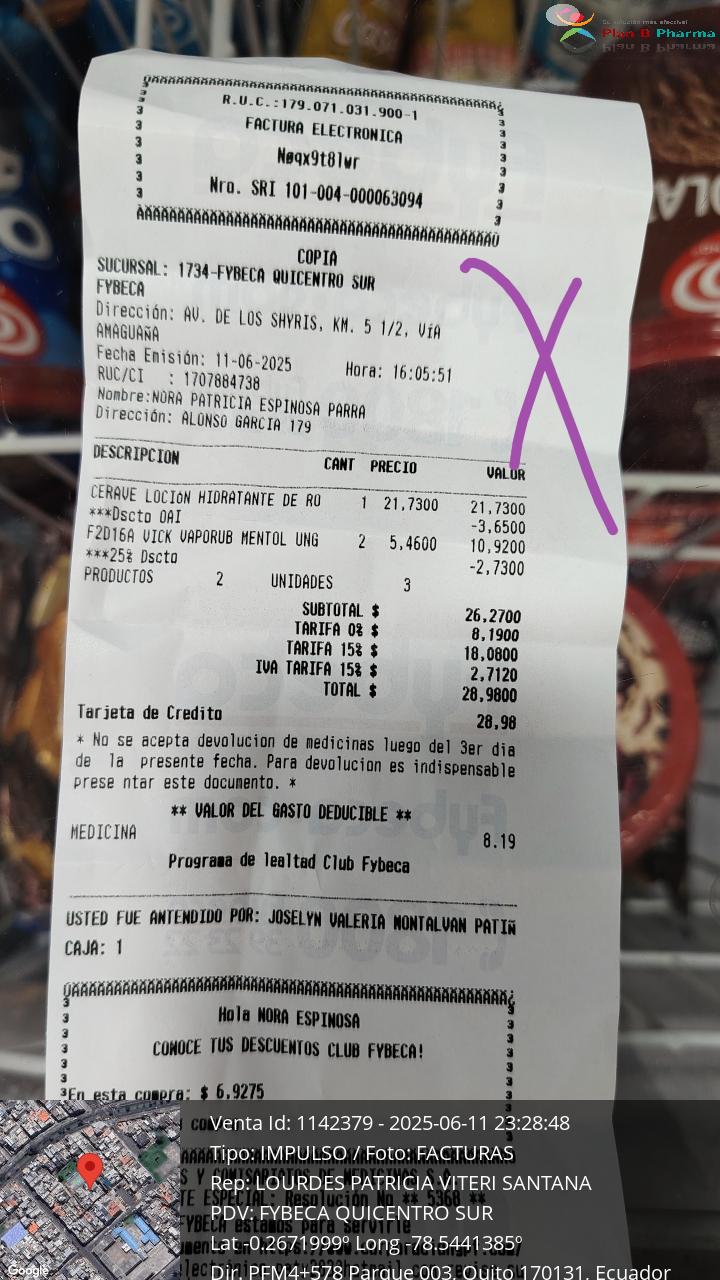 Su solución más efectiva!
Plan B Pharma
R.U.C.:179.071.031.900-1
FACTURA ELECTRONICA
Nøqx9t8lwr
Nro. SRI 101-004-000063094
COPIA
SUCURSAL: 1734-FYBECA QUICENTRO SUR
FYBECA
Dirección: AV. DE LOS SHYRIS, KM. 5 1/2, VíA
AMAGUAñA
Fecha Emisión: 11-06-2025 Hora: 16:05:51
RUC/CI : 1707884738
Nombre:NORA PATRICIA ESPINOSA PARRA
Dirección: ALONSO GARCIA 179
DESCRIPCION CANT PRECIO VALOR
CERAVE LOCIóN HIDRATANTE DE RO 1 21,7300 21,7300
***Dscto OAI -3,6500
F2D16A VICK VAPORUB MENTOL UNG 2 5,4600 10,9200
***25% Dscto -2,7300
PRODUCTOS 2 UNIDADES 3
SUBTOTAL $ 26,2700
TARIFA 0% $ 8,1900
TARIFA 15% $ 18,0800
IVA TARIFA 15% $ 2,7120
TOTAL $ 28,9800
Tarjeta de Credito 28,98
* No se acepta devolucion de medicinas luego del 3er dia
de la presente fecha. Para devolucion es indispensable
prese ntar este documento. *
** VALOR DEL GASTO DEDUCIBLE **
MEDICINA 8.19
Programa de lealtad Club Fybeca
USTED FUE ANTENDIDO POR: JOSELYN VALERIA MONTALVAN PATIÑ
CAJA: 1
Hola NORA ESPINOSA
CONOCE TUS DESCUENTOS CLUB FYBECA!
En esta compra: $ 6,9275
Venta Id: 1142379 - 2025-06-11 23:28:48
Tipo: IMPULSO / Foto: FACTURAS
Rep: LOURDES PATRICIA VITERI SANTANA
PDV: FYBECA QUICENTRO SUR
Lat -0.2671999º Long -78.5441385º
Dir. PFM4+578 Parque 003, Quito 170131, Ecuador
Google